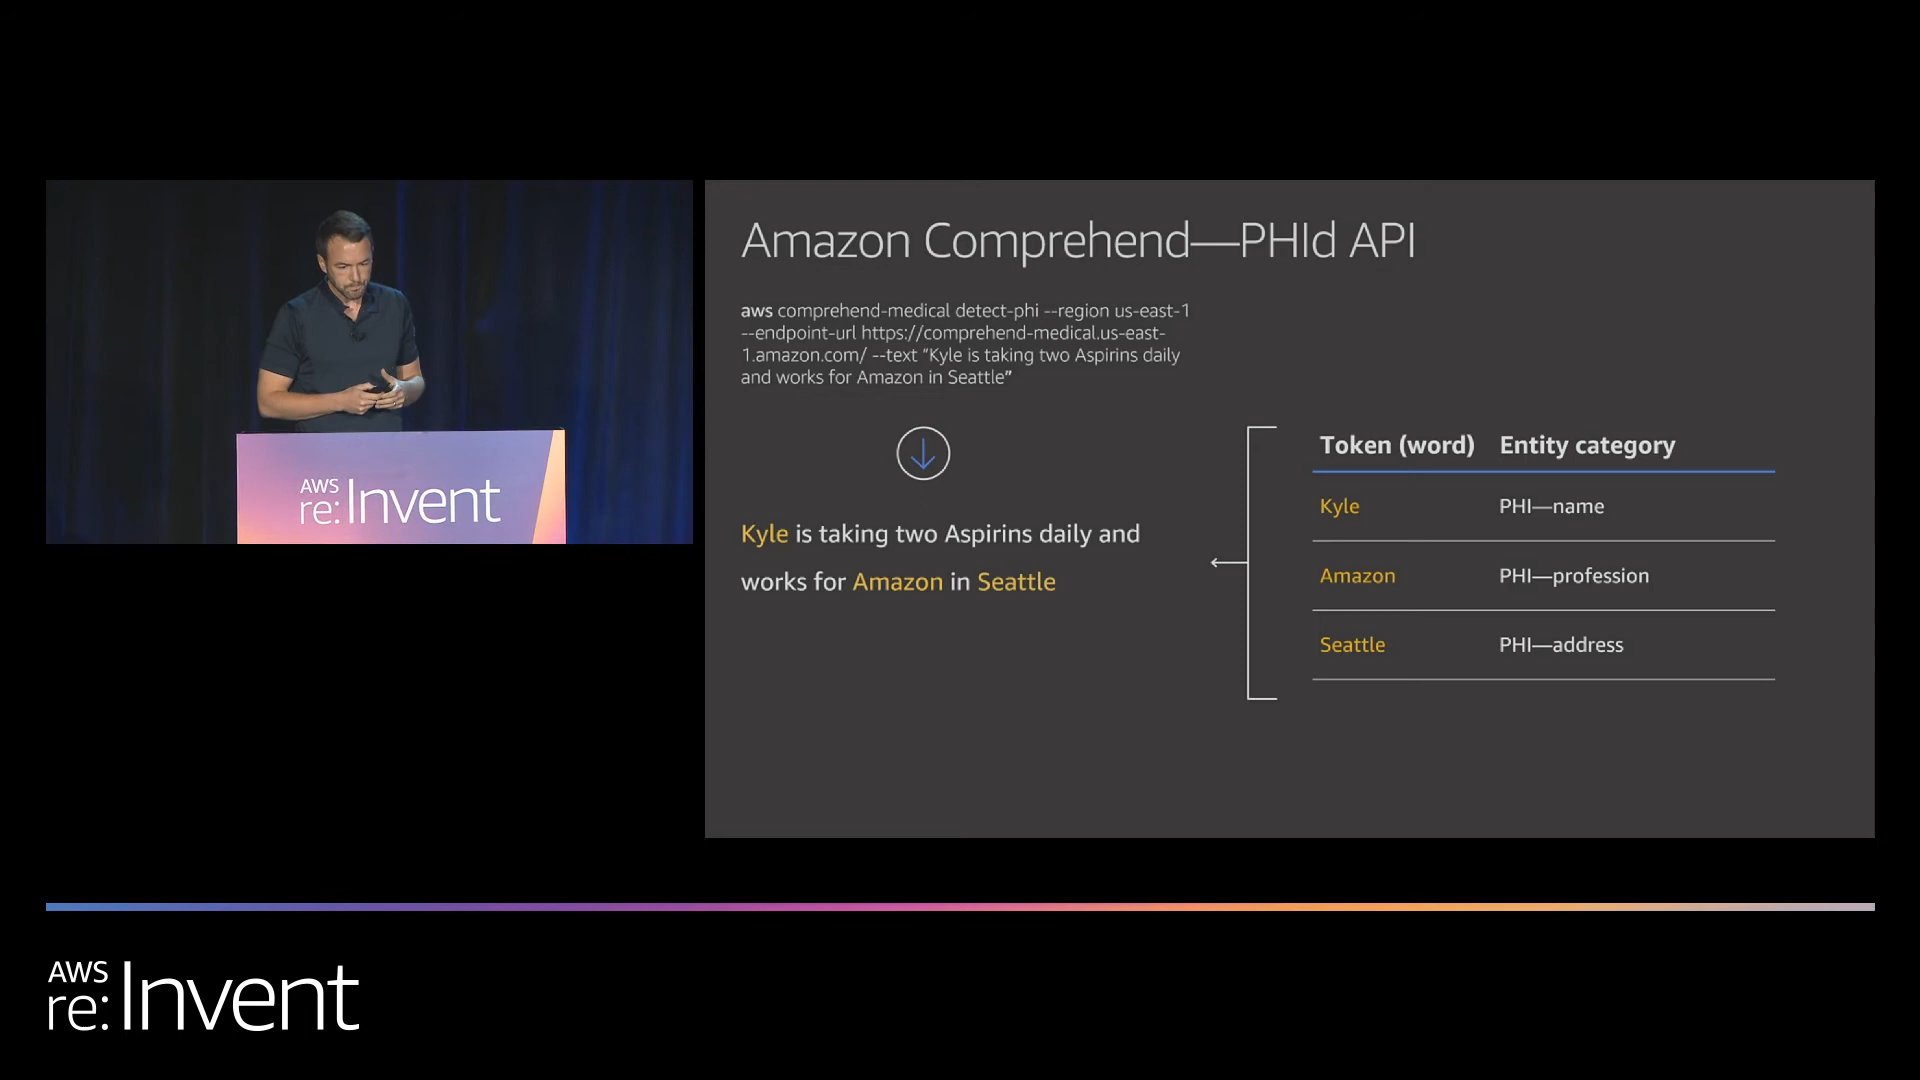 AWS
re:Invent
Amazon Comprehend—PHId API
aws comprehend-medical detect-phi --region us-east-1
--endpoint-url https://comprehend-medical.us-east-
1.amazon.com/ --text “Kyle is taking two Aspirins daily
and works for Amazon in Seattle”
Kyle is taking two Aspirins daily and
works for Amazon in Seattle
Token (word) Entity category
Kyle PHI—name
Amazon PHI—profession
Seattle PHI—address
AWS
re:Invent